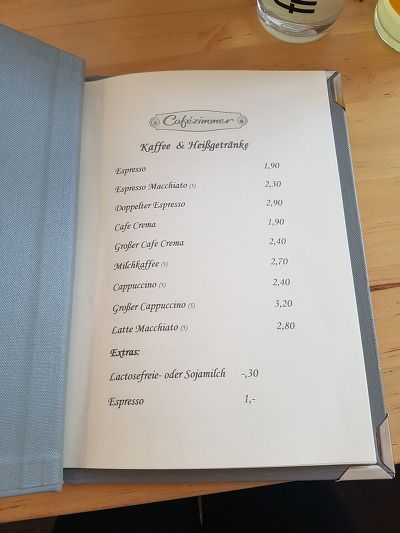 Cafézimmer
Kaffee & Heißgetränke
Espresso 1,90
Espresso Macchiato (5) 2,30
Doppelter Espresso 2,90
Cafe Crema 1,90
Großer Cafe Crema 2,40
Milchkaffee (5) 2,70
Cappuccino (5) 2,40
Großer Cappuccino (5) 3,20
Latte Macchiato (5) 2,80
Extras:
Lactosefreie- oder Sojamilch -,30
Espresso 1,-